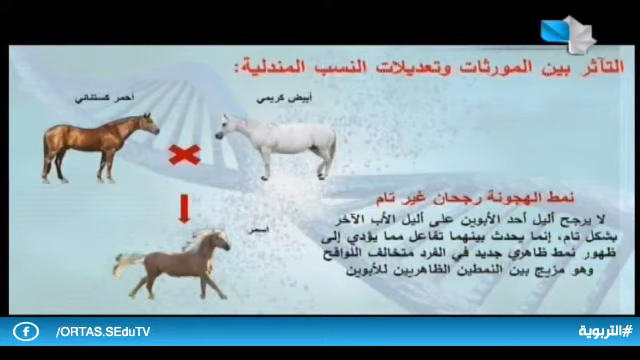 التآثر بين المورثات وتعديلات النسب المندلية:
أبيض كريمي
أحمر كستنائي
أسمر
نمط الهجونة رجحان غير تام
لا يرجح أليل أحد الأبوين على أليل الأب الآخر
بشكل تام، إنما يحدث بينهما تفاعل مما يؤدي إلى
ظهور نمط ظاهري جديد في الفرد متخالف اللواقح
وهو مزيج بين النمطين الظاهريين للأبوين
/ORTAS.SEduTV
#التربوية